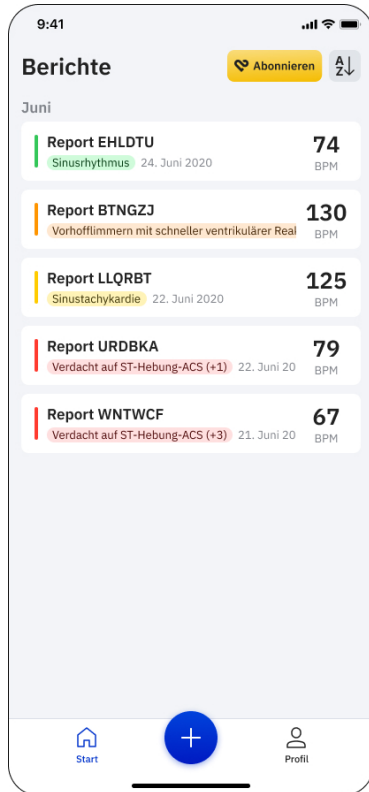 9:41
Berichte
Abonnieren
A
Z
Juni
Report EHLDTU
Sinusrhythmus 24. Juni 2020
74
BPM
Report BTNGZJ
Vorhofflimmern mit schneller ventrikulärer Real
130
BPM
Report LLQRBT
Sinustachykardie 22. Juni 2020
125
BPM
Report URDBKA
Verdacht auf ST-Hebung-ACS (+1) 22. Juni 20
79
BPM
Report WNTWCF
Verdacht auf ST-Hebung-ACS (+3) 21. Juni 20
67
BPM
Start
Profil